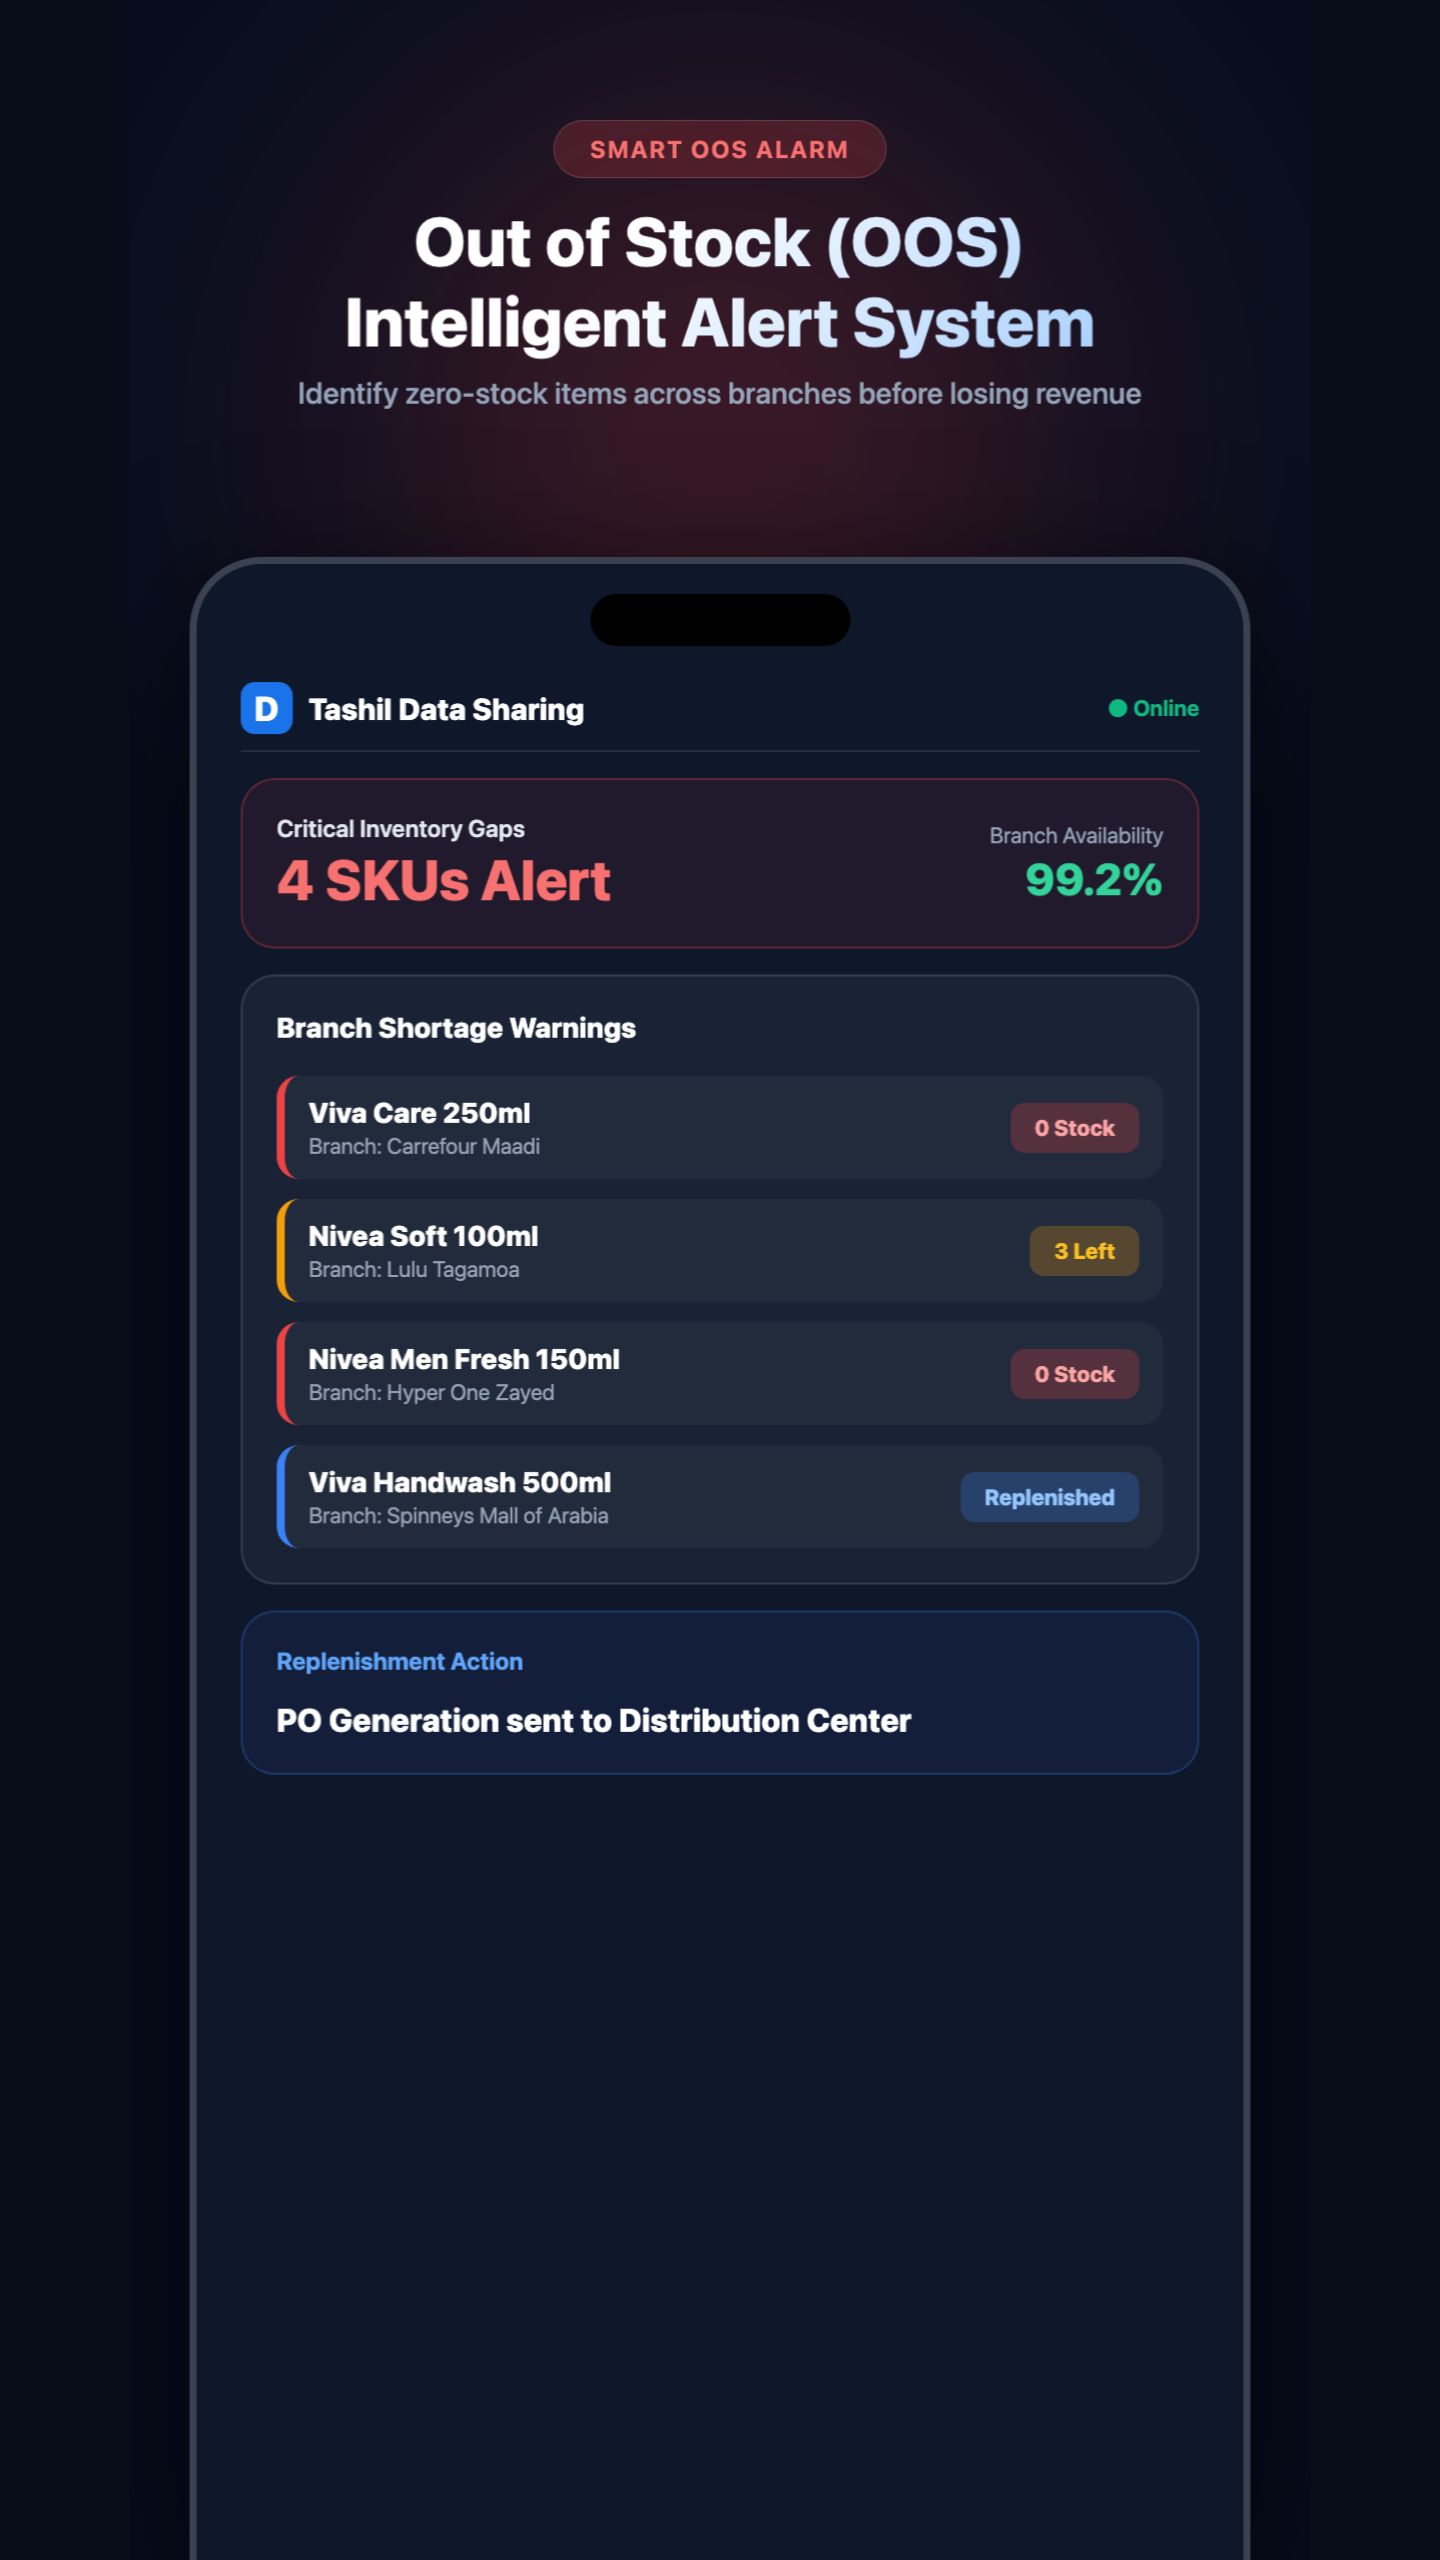 SMART OOS ALARM
Out of Stock (OOS)
Intelligent Alert System
Identify zero-stock items across branches before losing revenue
D Tashil Data Sharing
Online
Critical Inventory Gaps
4 SKUs Alert
Branch Availability
99.2%
Branch Shortage Warnings
Viva Care 250ml
Branch: Carrefour Maadi
0 Stock
Nivea Soft 100ml
Branch: Lulu Tagamoa
3 Left
Nivea Men Fresh 150ml
Branch: Hyper One Zayed
0 Stock
Viva Handwash 500ml
Branch: Spinneys Mall of Arabia
Replenished
Replenishment Action
PO Generation sent to Distribution Center